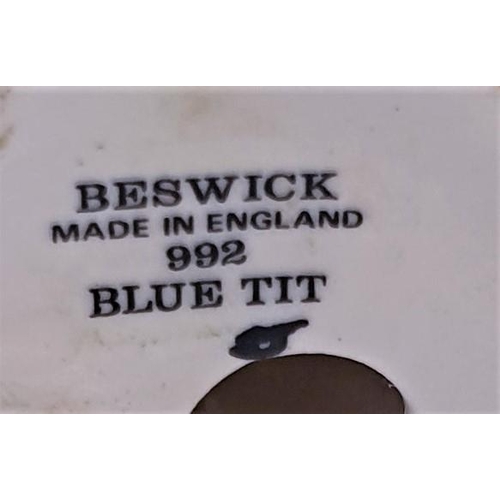 BESWICK
MADE IN ENGLAND
992
BLUE TIT